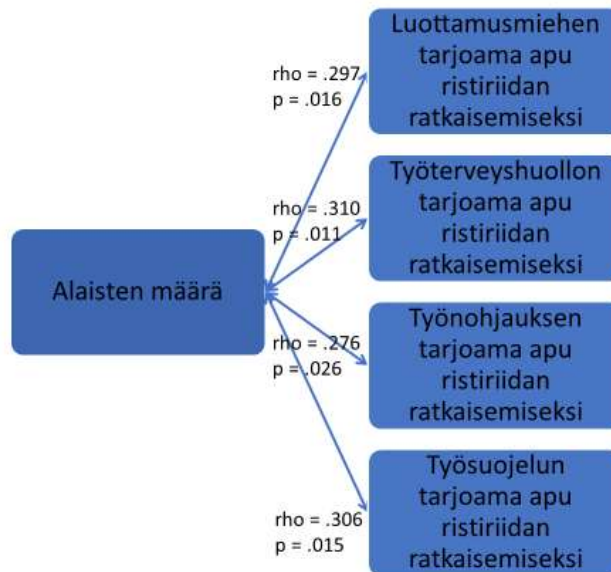 Luottamusmiehen
tarjoama apu
ristiriidan
ratkaisemiseksi
rho = .297
p = .016
Työterveyshuollon
tarjoama apu
ristiriidan
ratkaisemiseksi
rho = .310
p = .011
Alaisten määrä
Työnohjauksen
tarjoama apu
ristiriidan
ratkaisemiseksi
rho = .276
p = .026
Työsuojelun
tarjoama apu
ristiriidan
ratkaisemiseksi
rho = .306
p = .015